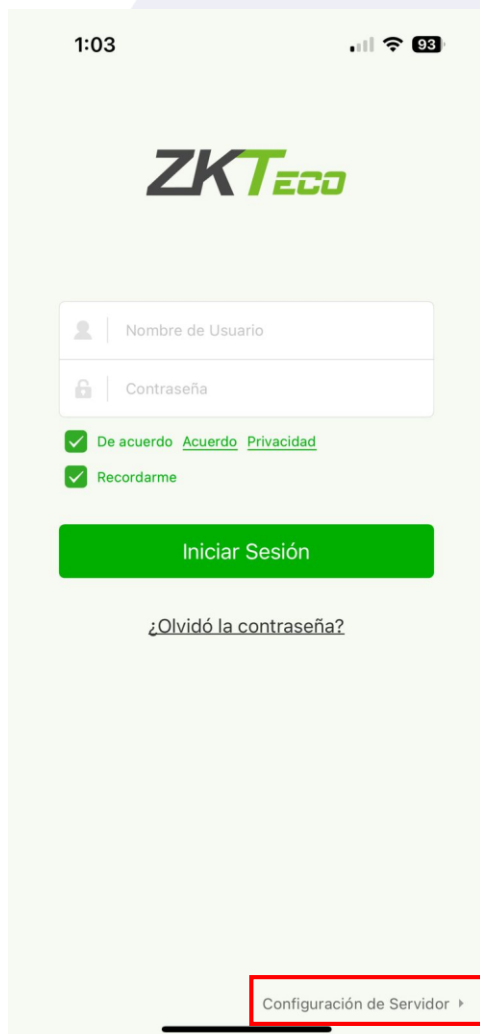 1:03 93
ZKTECO
Nombre de Usuario
Contraseña
De acuerdo Acuerdo Privacidad
Recordarme
Iniciar Sesión
¿Olvidó la contraseña?
Configuración de Servidor